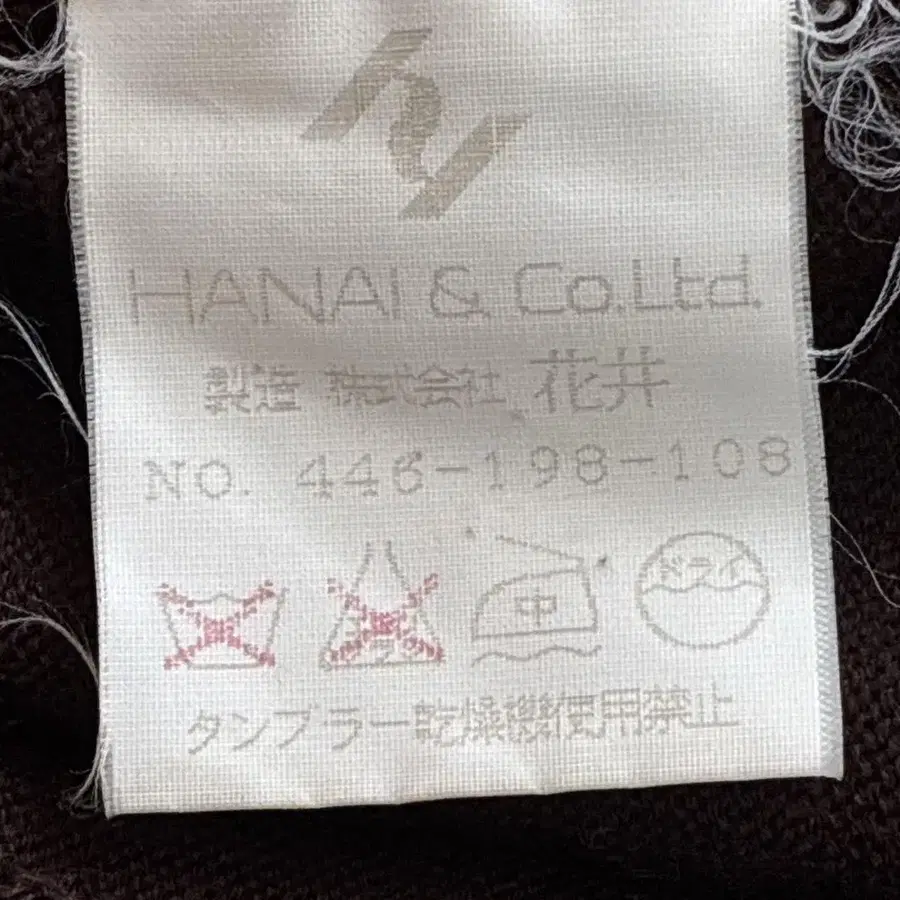 hy
HANAI & Co.Ltd.
製造 株式会社 花井
NO. 446-198-108
中 ドライ
タンブラー乾燥機使用禁止